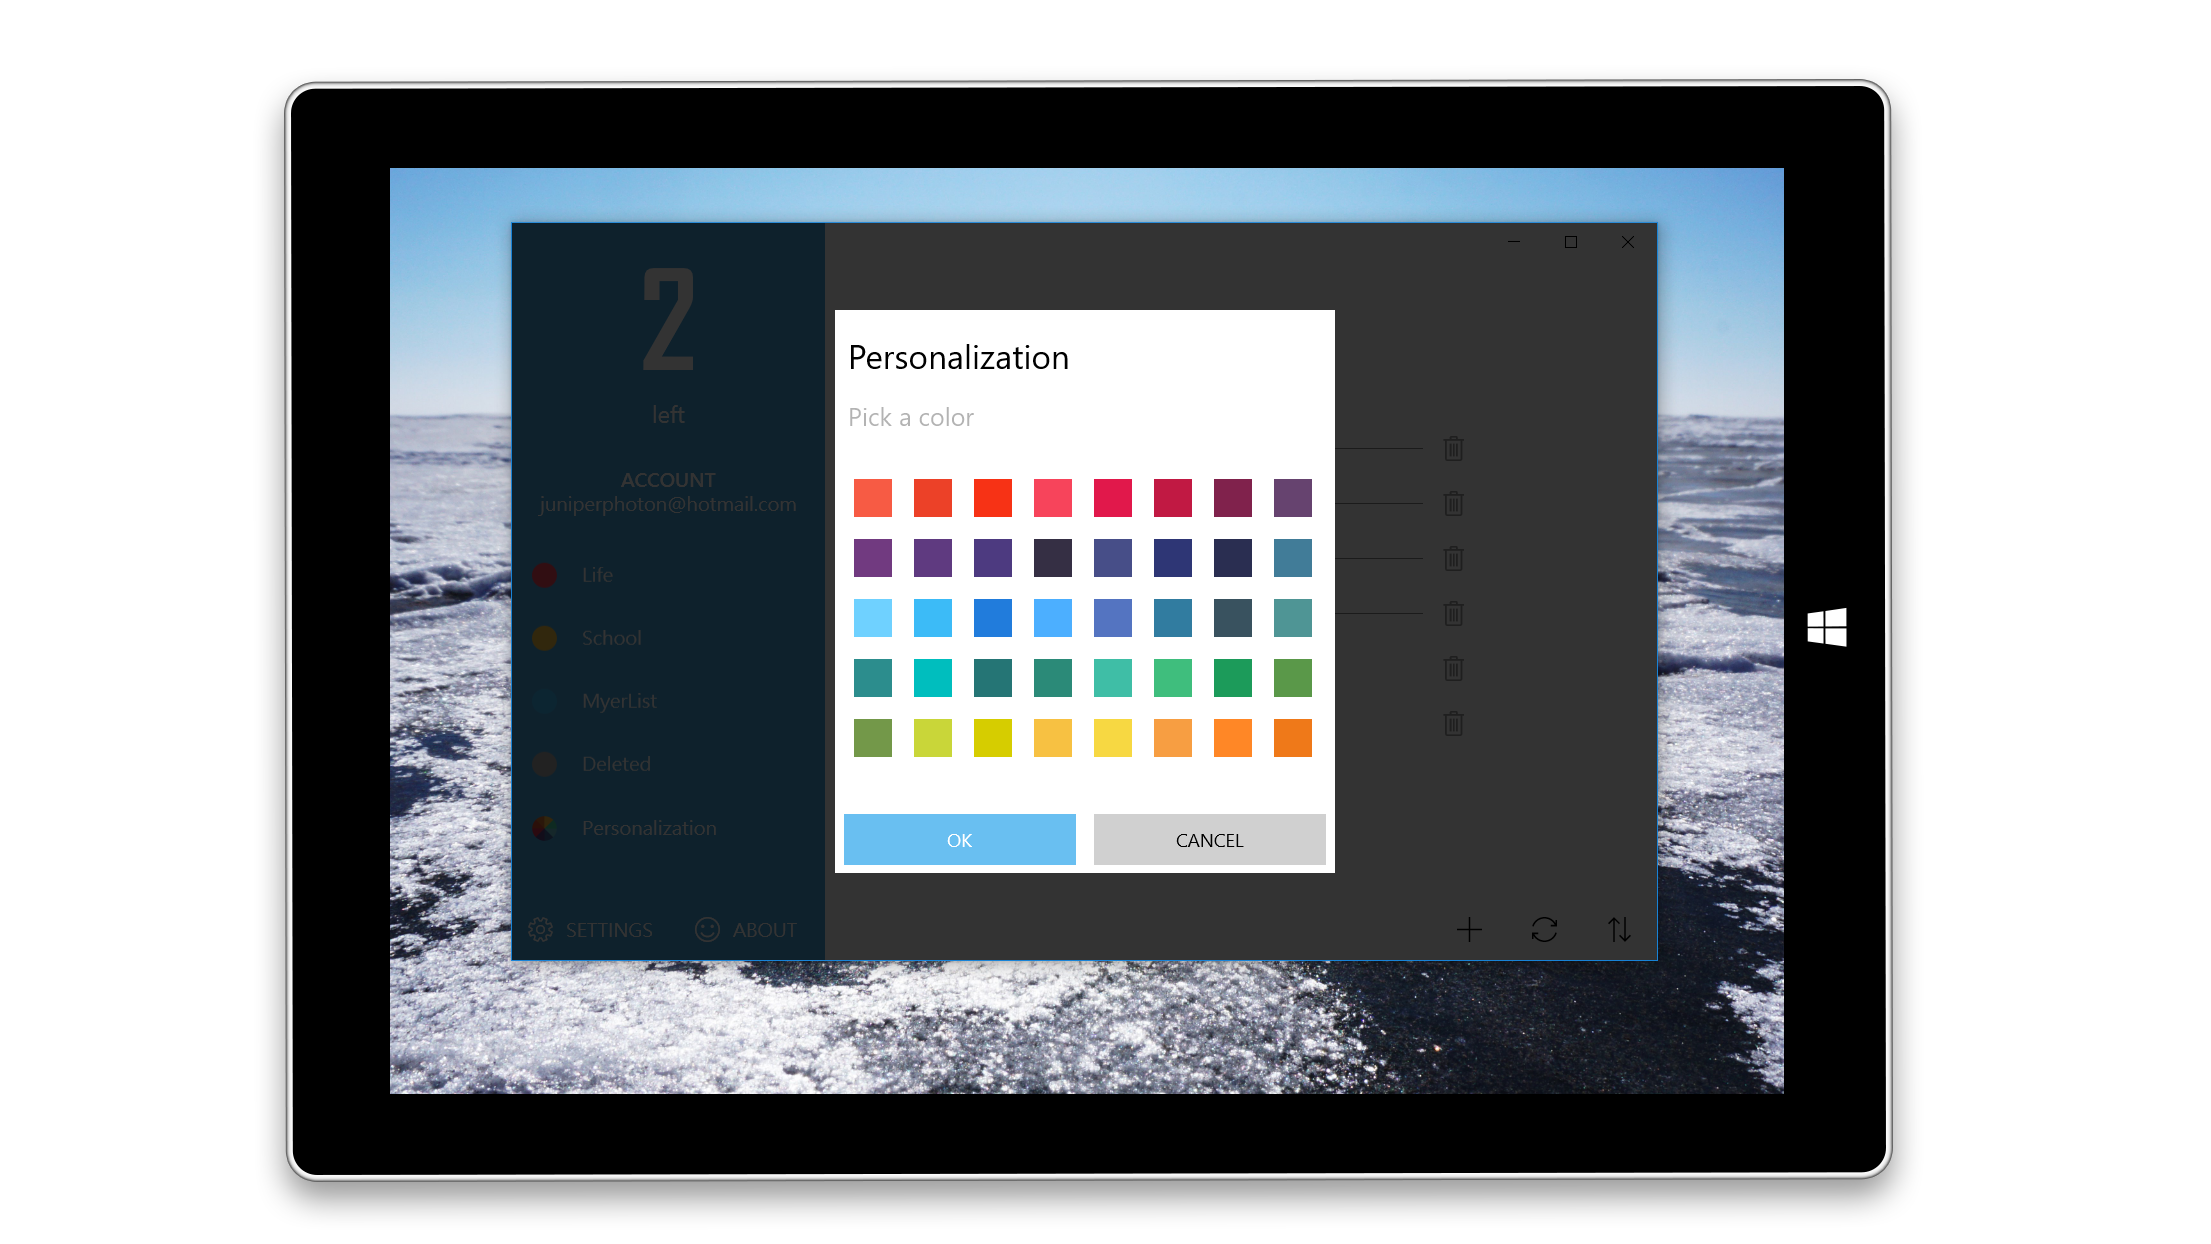 2
left
ACCOUNT
juniperphoton@hotmail.com
Life
School
MyerList
Deleted
Personalization
SETTINGS
ABOUT
Personalization
Pick a color
OK
CANCEL